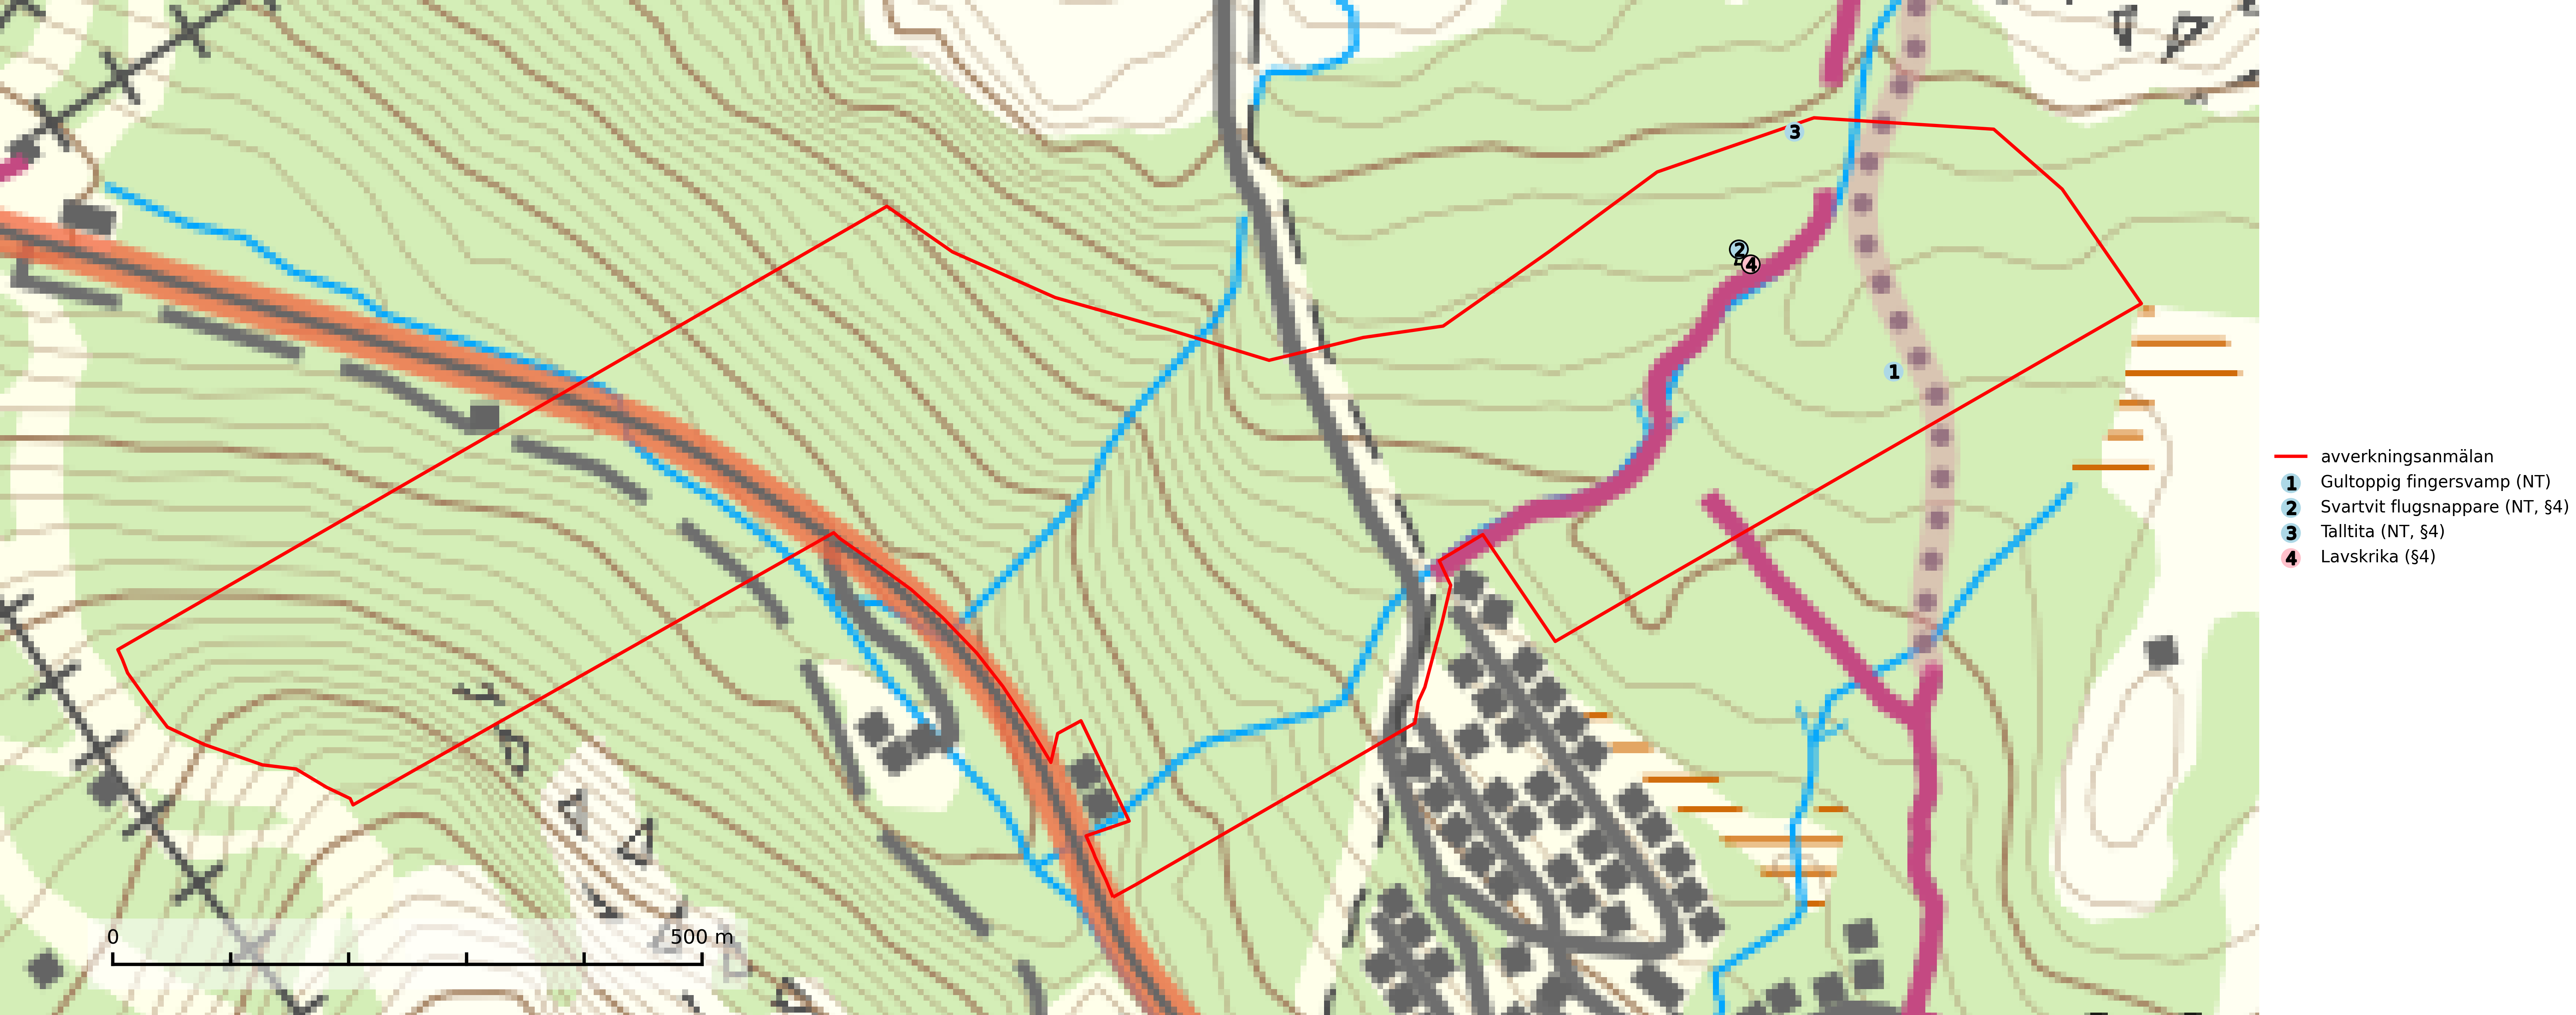 3
2
4
1
avverkningsanmälan
1 Gultoppig fingersvamp (NT)
2 Svartvit flugsnappare (NT, §4)
3 Talltita (NT, §4)
4 Lavskrika (§4)
0 500 m